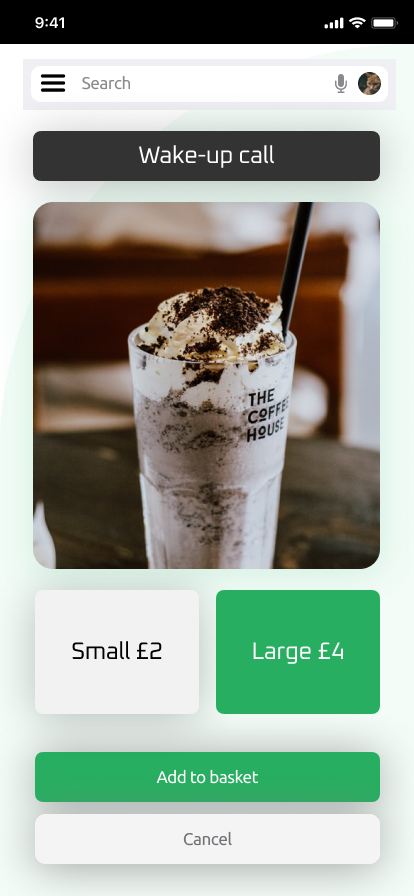 9:41
Search
Wake-up call
THE
COFFEE
HOUSE
Small £2
Large £4
Add to basket
Cancel